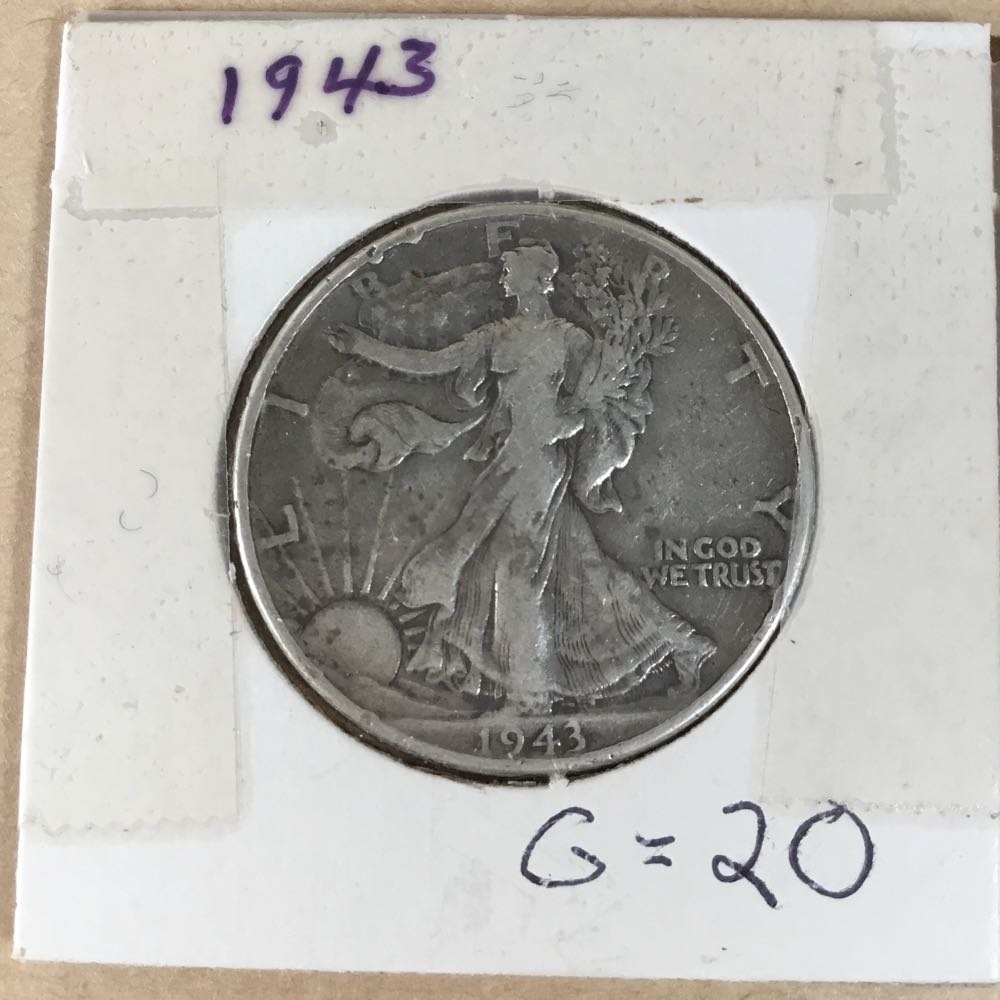 1943
LIBERTY
IN GOD
WE TRUST
1943
G=20